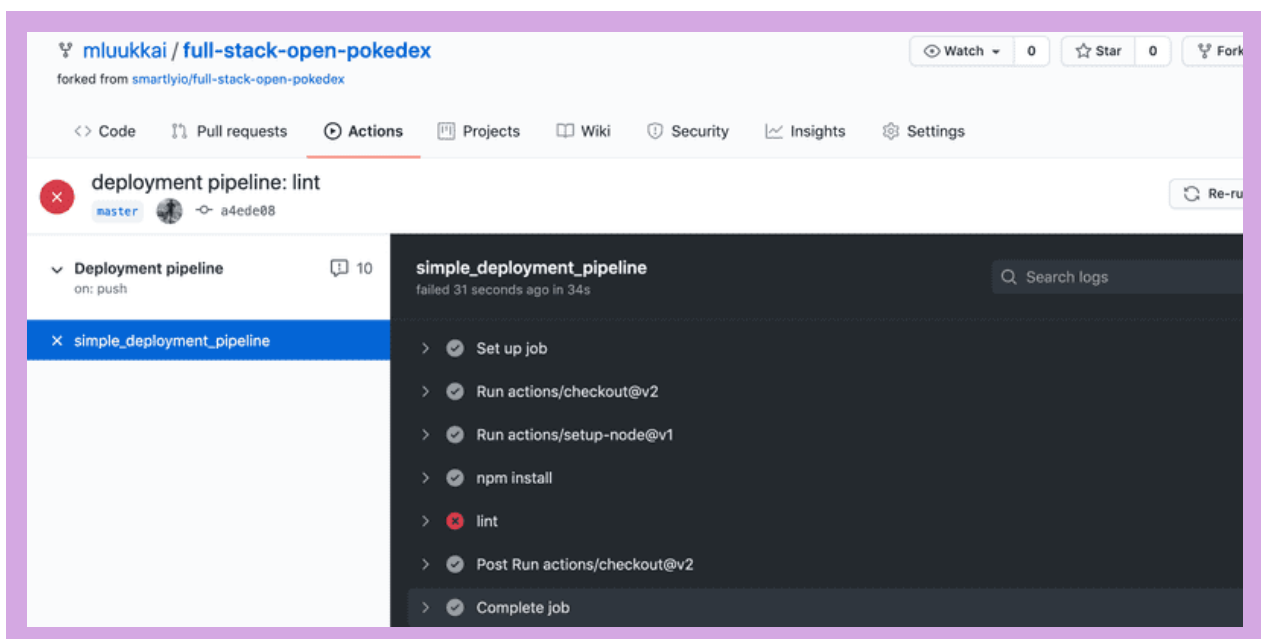 mluukkai / full-stack-open-pokedex
Watch 0 Star 0 Fork
forked from smartlyio/full-stack-open-pokedex
Code Pull requests Actions Projects Wiki Security Insights Settings
deployment pipeline: lint
master a4ede08
Re-ru
Deployment pipeline 10
on: push
simple_deployment_pipeline
simple_deployment_pipeline
failed 31 seconds ago in 34s
Search logs
Set up job
Run actions/checkout@v2
Run actions/setup-node@v1
npm install
lint
Post Run actions/checkout@v2
Complete job